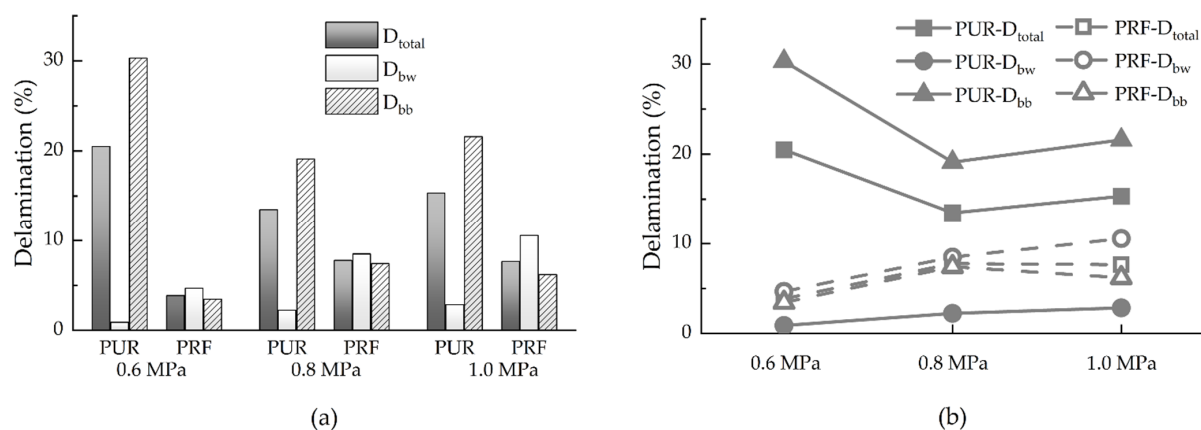 Delamination (%)
30
20
10
0
D_total
D_bw
D_bb
PUR PRF PUR PRF PUR PRF
0.6 MPa 0.8 MPa 1.0 MPa
(a)
Delamination (%)
30
20
10
0
PUR-D_total PRF-D_total
PUR-D_bw PRF-D_bw
PUR-D_bb PRF-D_bb
0.6 MPa 0.8 MPa 1.0 MPa
(b)